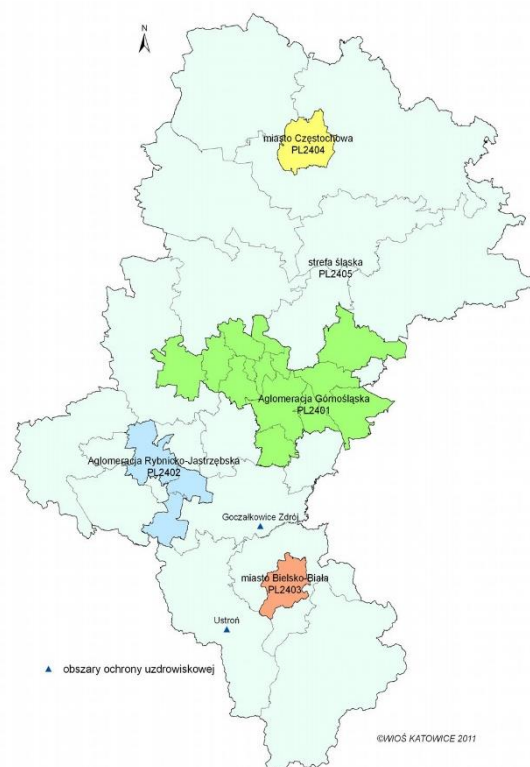 N
miasto Częstochowa
PL2404
strefa śląska
PL2405
Aglomeracja Górnośląska
PL2401
Aglomeracja Rybnicko-Jastrzębska
PL2402
Goczałkowice Zdrój
miasto Bielsko-Biała
PL2403
Ustroń
obszary ochrony uzdrowiskowej
©WIOŚ KATOWICE 2011